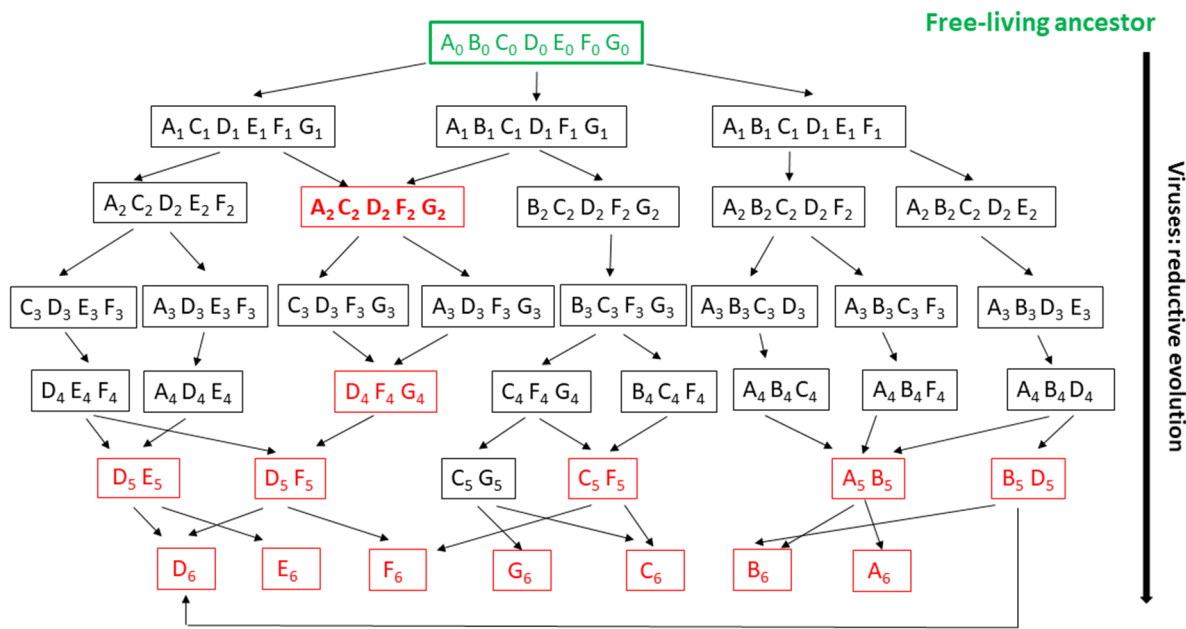 Free-living ancestor
A₀ B₀ C₀ D₀ E₀ F₀ G₀
A₁ C₁ D₁ E₁ F₁ G₁
A₁ B₁ C₁ D₁ F₁ G₁
A₁ B₁ C₁ D₁ E₁ F₁
A₂ C₂ D₂ E₂ F₂
A₂ C₂ D₂ F₂ G₂
B₂ C₂ D₂ F₂ G₂
A₂ B₂ C₂ D₂ F₂
A₂ B₂ C₂ D₂ E₂
C₃ D₃ E₃ F₃
A₃ D₃ E₃ F₃
C₃ D₃ F₃ G₃
A₃ D₃ F₃ G₃
B₃ C₃ F₃ G₃
A₃ B₃ C₃ D₃
A₃ B₃ C₃ F₃
A₃ B₃ D₃ E₃
D₄ E₄ F₄
A₄ D₄ E₄
D₄ F₄ G₄
C₄ F₄ G₄
B₄ C₄ F₄
A₄ B₄ C₄
A₄ B₄ F₄
A₄ B₄ D₄
D₅ E₅
D₅ F₅
C₅ G₅
C₅ F₅
A₅ B₅
B₅ D₅
D₆
E₆
F₆
G₆
C₆
B₆
A₆
Viruses: reductive evolution